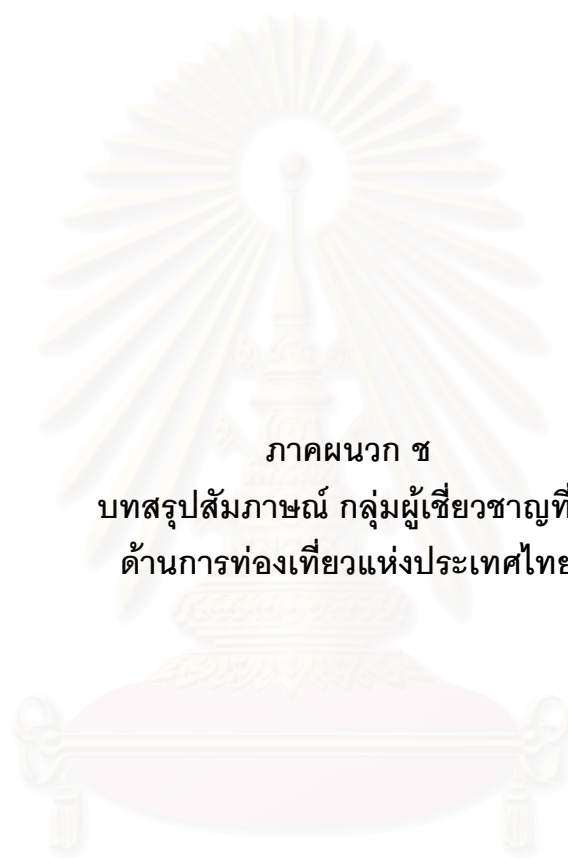 ภาคผนวก ช
บทสรุปสัมภาษณ์ กลุ่มผู้เชี่ยวชาญที่
ด้านการท่องเที่ยวแห่งประเทศไทย